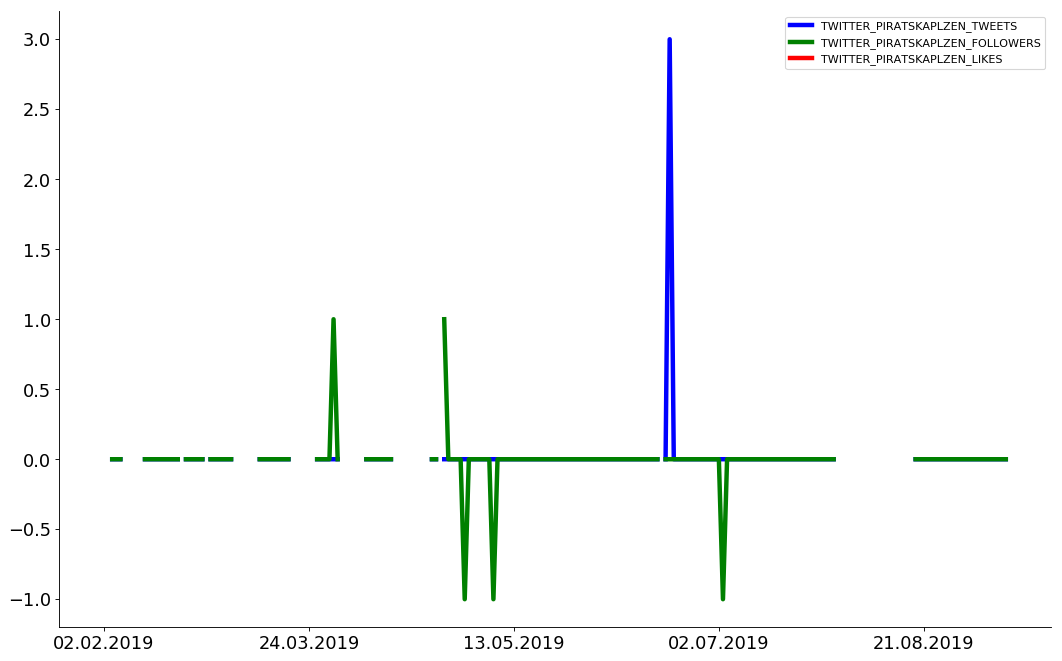 TWITTER_PIRATSKAPLZEN_TWEETS
TWITTER_PIRATSKAPLZEN_FOLLOWERS
TWITTER_PIRATSKAPLZEN_LIKES
3.0
2.5
2.0
1.5
1.0
0.5
0.0
−0.5
−1.0
02.02.2019 24.03.2019 13.05.2019 02.07.2019 21.08.2019